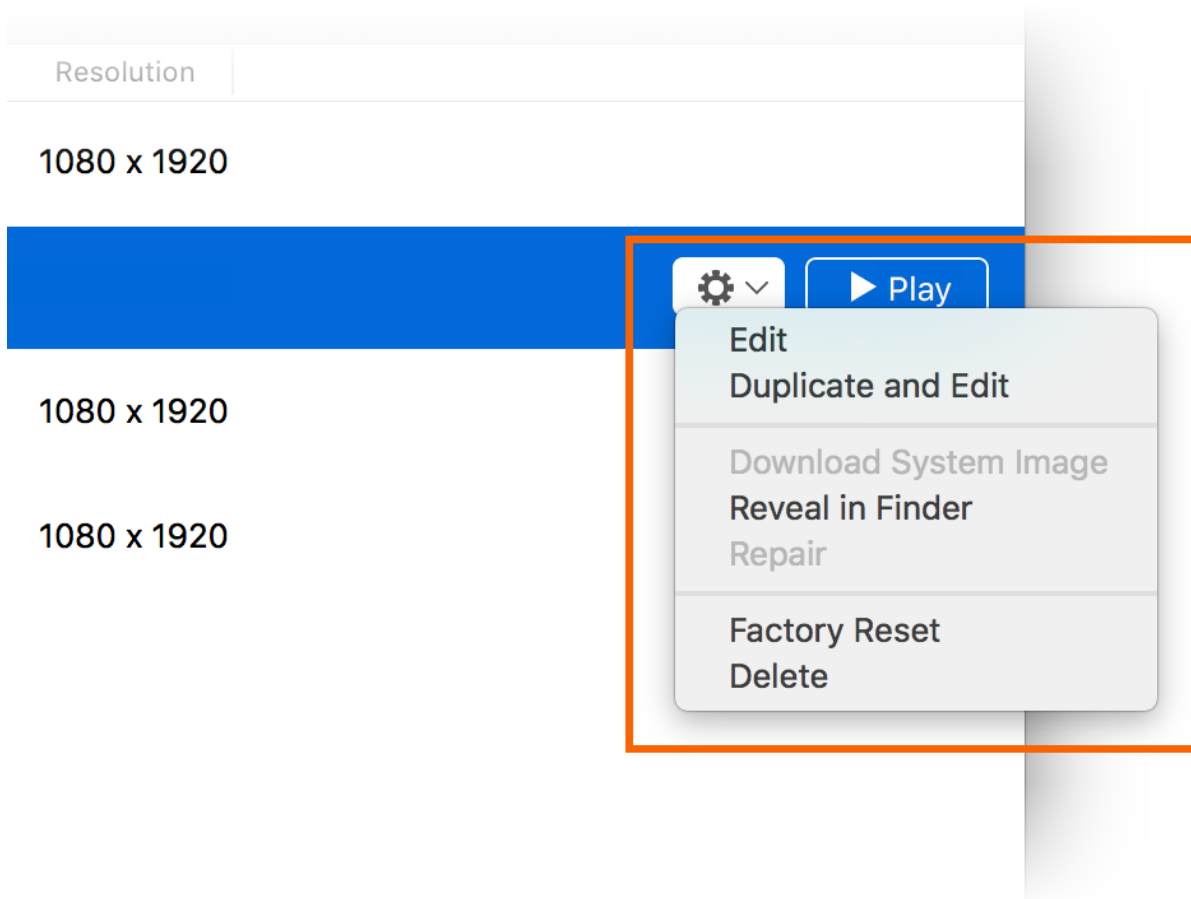 Resolution
1080 x 1920
Play
Edit
Duplicate and Edit
1080 x 1920
Download System Image
Reveal in Finder
1080 x 1920
Repair
Factory Reset
Delete